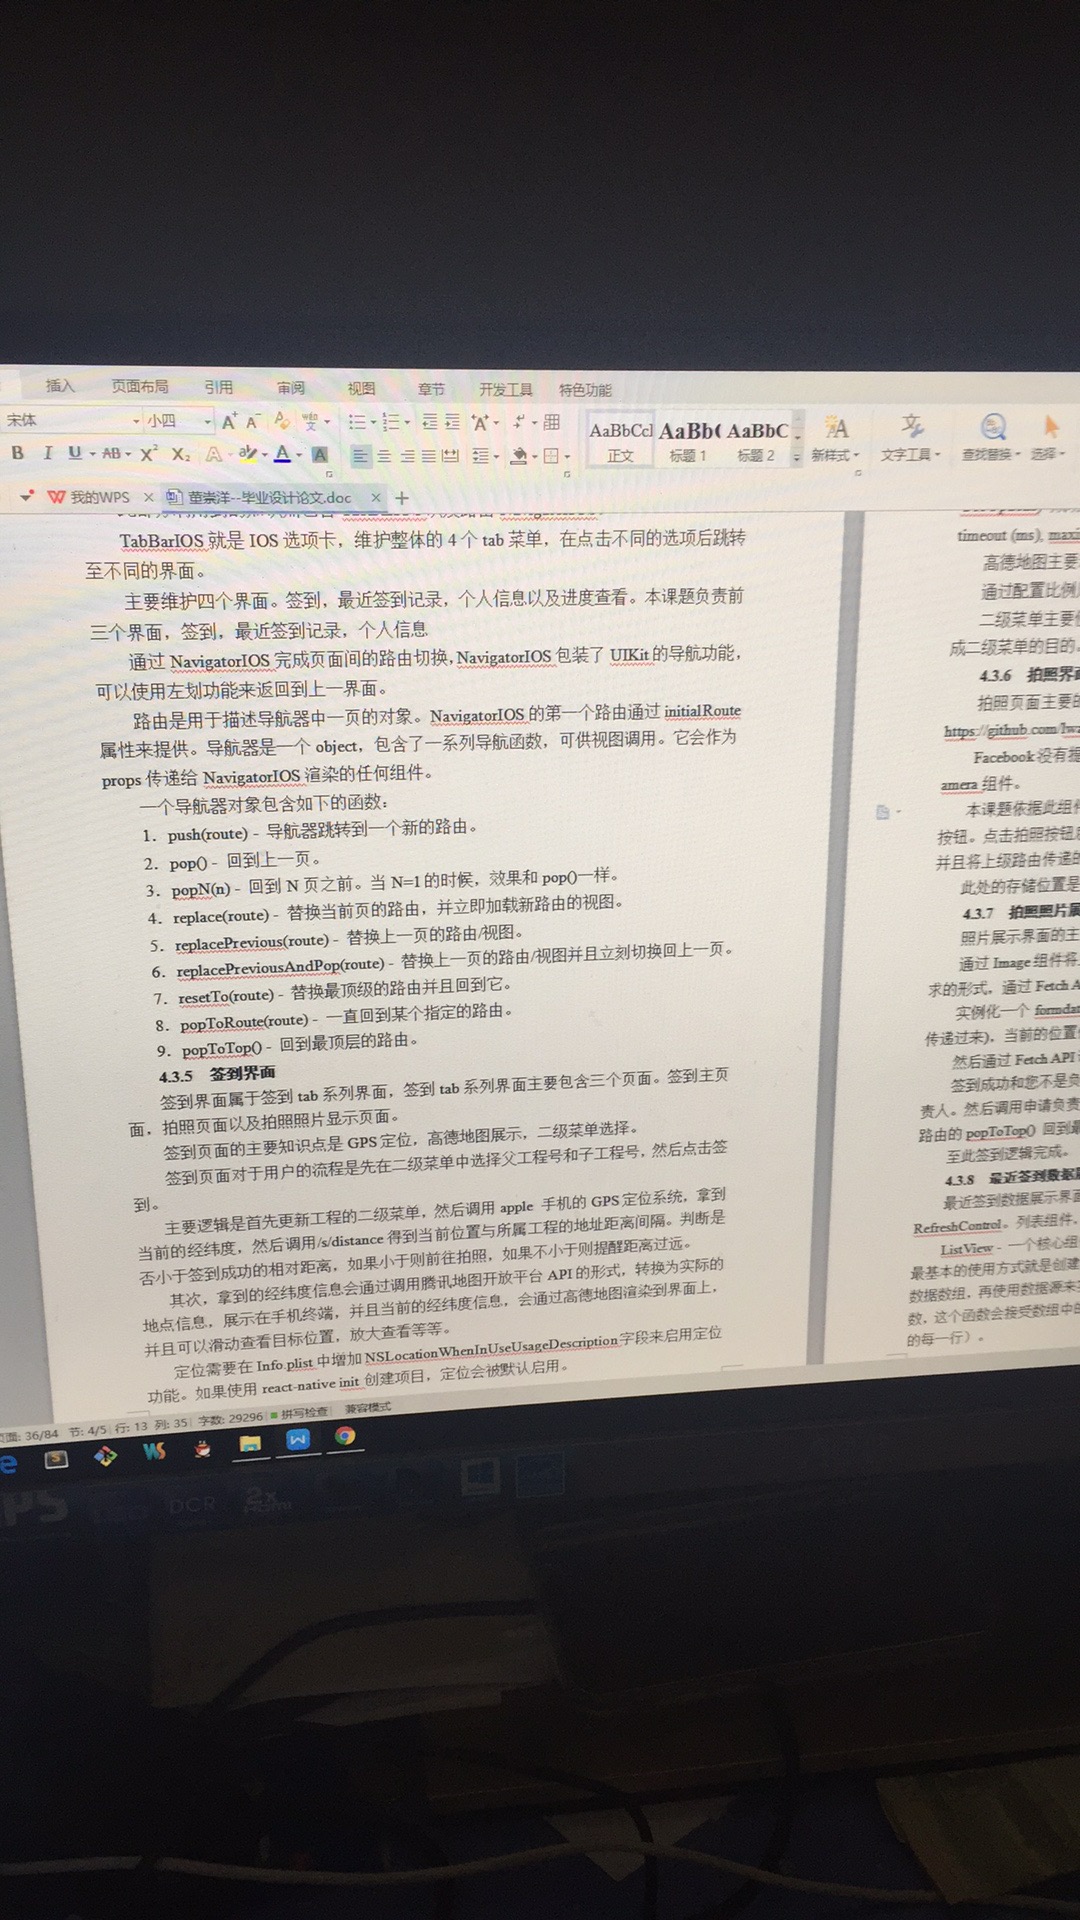 插入 页面布局 引用 审阅 视图 章节 开发工具 特色功能
宋体 小四
AaBbCcI AaBb( AaBbC
正文 标题 1 标题 2 新样式 文字工具 查找替换 选择
我的WPS 董崇洋--毕业设计论文.doc
TabBarIOS 就是 IOS 选项卡，维护整体的 4 个 tab 菜单，在点击不同的选项后跳转
至不同的界面。
主要维护四个界面。签到，最近签到记录，个人信息以及进度查看。本课题负责前
三个界面，签到，最近签到记录，个人信息
通过 NavigatorIOS 完成页面间的路由切换,NavigatorIOS 包装了 UIKit 的导航功能，
可以使用左划功能来返回到上一界面。
路由是用于描述导航器中一页的对象。NavigatorIOS 的第一个路由通过 initialRoute
属性来提供。导航器是一个 object，包含了一系列导航函数，可供视图调用。它会作为
props 传递给 NavigatorIOS 渲染的任何组件。
一个导航器对象包含如下的函数：
1．push(route) - 导航器跳转到一个新的路由。
2．pop() - 回到上一页。
3．popN(n) - 回到 N 页之前。当 N=1 的时候，效果和 pop()一样。
4．replace(route) - 替换当前页的路由，并立即加载新路由的视图。
5．replacePrevious(route) - 替换上一页的路由/视图。
6．replacePreviousAndPop(route) - 替换上一页的路由/视图并且立刻切换回上一页。
7．resetTo(route) - 替换最顶级的路由并且回到它。
8．popToRoute(route) - 一直回到某个指定的路由。
9．popToTop() - 回到最顶层的路由。
4.3.5 签到界面
签到界面属于签到 tab 系列界面，签到 tab 系列界面主要包含三个页面。签到主页
面，拍照页面以及拍照照片显示页面。
签到页面的主要知识点是 GPS 定位，高德地图展示，二级菜单选择。
签到页面对于用户的流程是先在二级菜单中选择父工程号和子工程号，然后点击签
到。
主要逻辑是首先更新工程的二级菜单，然后调用 apple 手机的 GPS 定位系统，拿到
当前的经纬度，然后调用/s/distance 得到当前位置与所属工程的地址距离间隔。判断是
否小于签到成功的相对距离，如果小于则前往拍照，如果不小于则提醒距离过远。
其次，拿到的经纬度信息会通过调用腾讯地图开放平台 API 的形式，转换为实际的
地点信息，展示在手机终端，并且当前的经纬度信息，会通过高德地图渲染到界面上，
并且可以滑动查看目标位置，放大查看等等。
定位需要在 Info.plist 中增加 NSLocationWhenInUseUsageDescription 字段来启用定位
功能。如果使用 react-native init 创建项目，定位会被默认启用。
timeout (ms), maxi
高德地图主要
通过配置比例
二级菜单主要
成二级菜单的目的
4.3.6 拍照界
拍照页面主要的
https://github.com/lwa
Facebook 没有提
amera 组件。
本课题依据此组件
按钮。点击拍照按钮
并且将上级路由传递的
此处的存储位置是
4.3.7 拍照照片展
照片展示界面的主
通过 Image 组件将
求的形式，通过 Fetch A
实例化一个 formdat
传递过来)，当前的位置
然后通过 Fetch API
签到成功和您不是负
责人。然后调用申请负责
路由的 popToTop() 回到最
至此签到逻辑完成。
4.3.8 最近签到数据
最近签到数据展示界面
RefreshControl。列表组件，
ListView - 一个核心组
最基本的使用方式就是创建
数据数组，再使用数据源来
数，这个函数会接受数组中的
的每一行）。
页面: 36/84 节: 4/5 行: 13 列: 35 字数: 29296 拼写检查 兼容模式
DCR